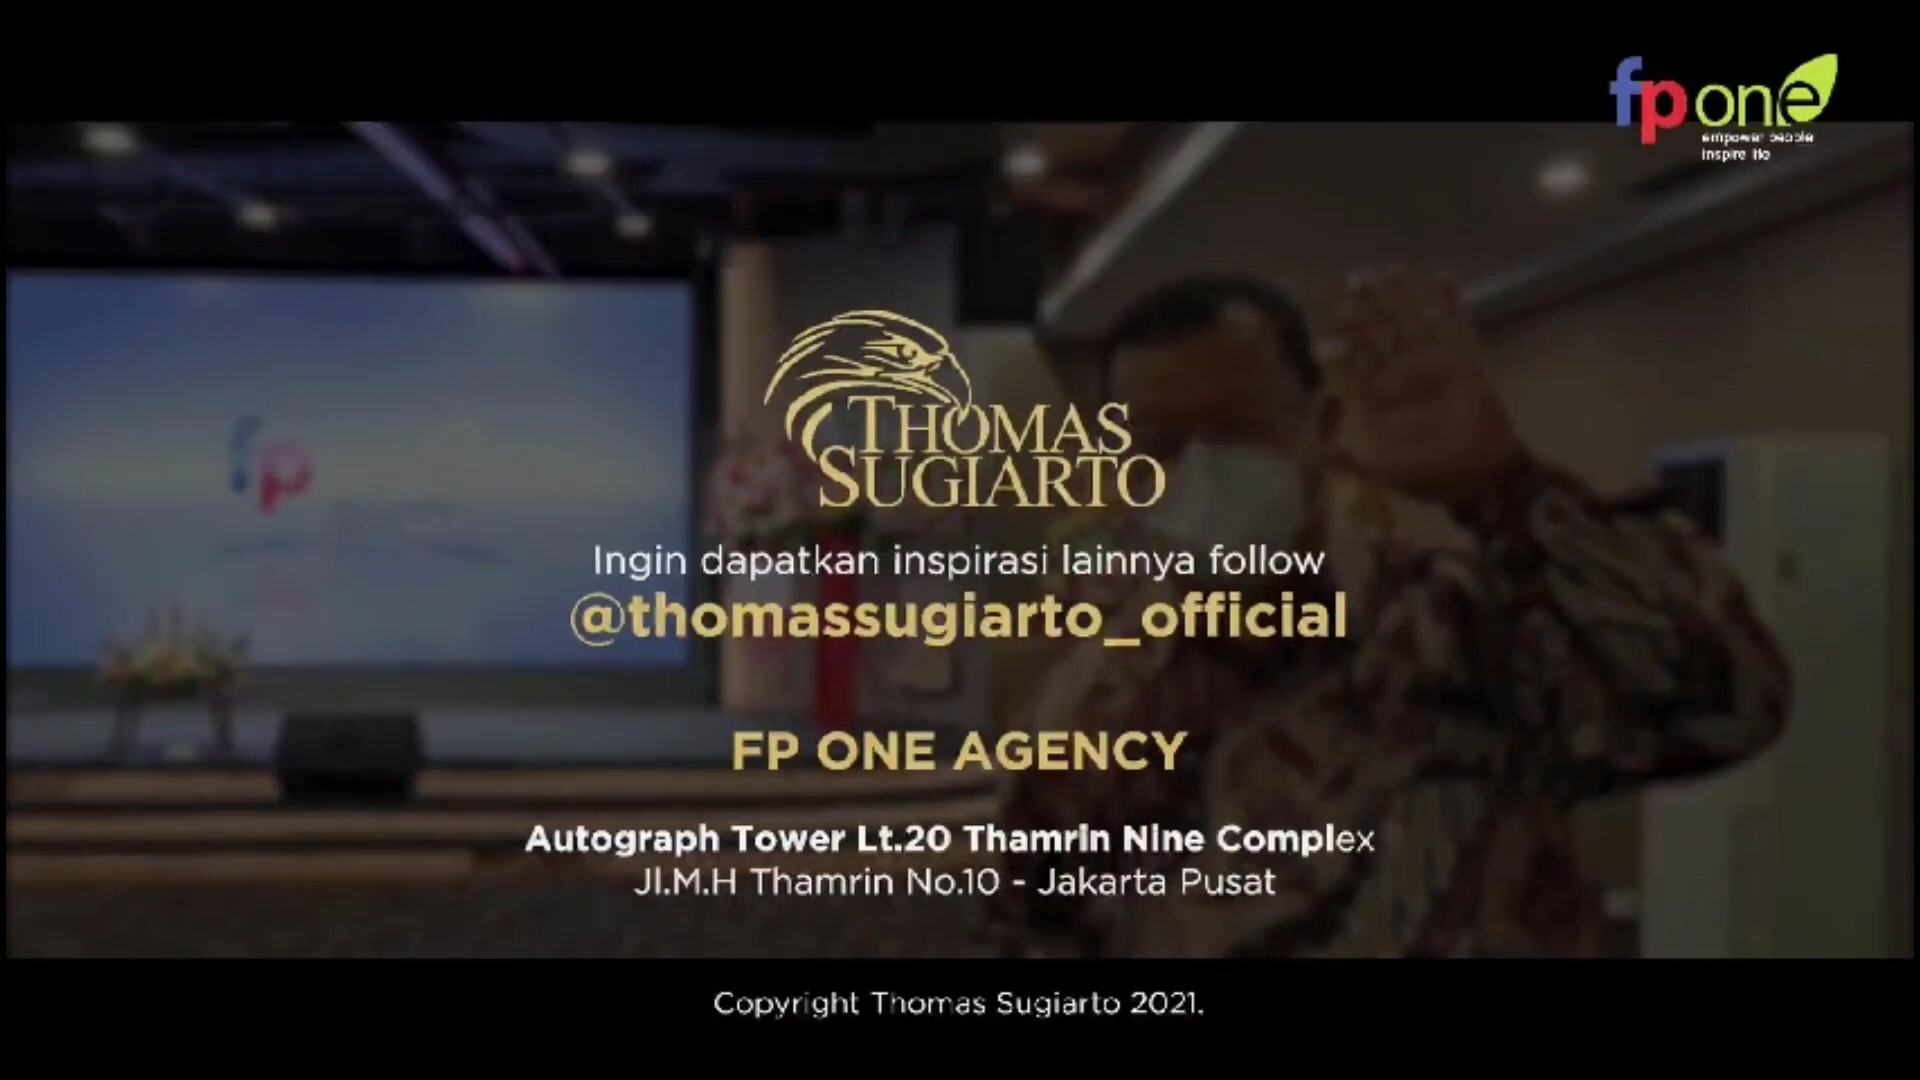 fp one
empower people
inspire life
fp
THOMAS
SUGIARTO
Ingin dapatkan inspirasi lainnya follow
@thomassugiarto_official
FP ONE AGENCY
Autograph Tower Lt.20 Thamrin Nine Complex
Jl.M.H Thamrin No.10 - Jakarta Pusat
Copyright Thomas Sugiarto 2021.